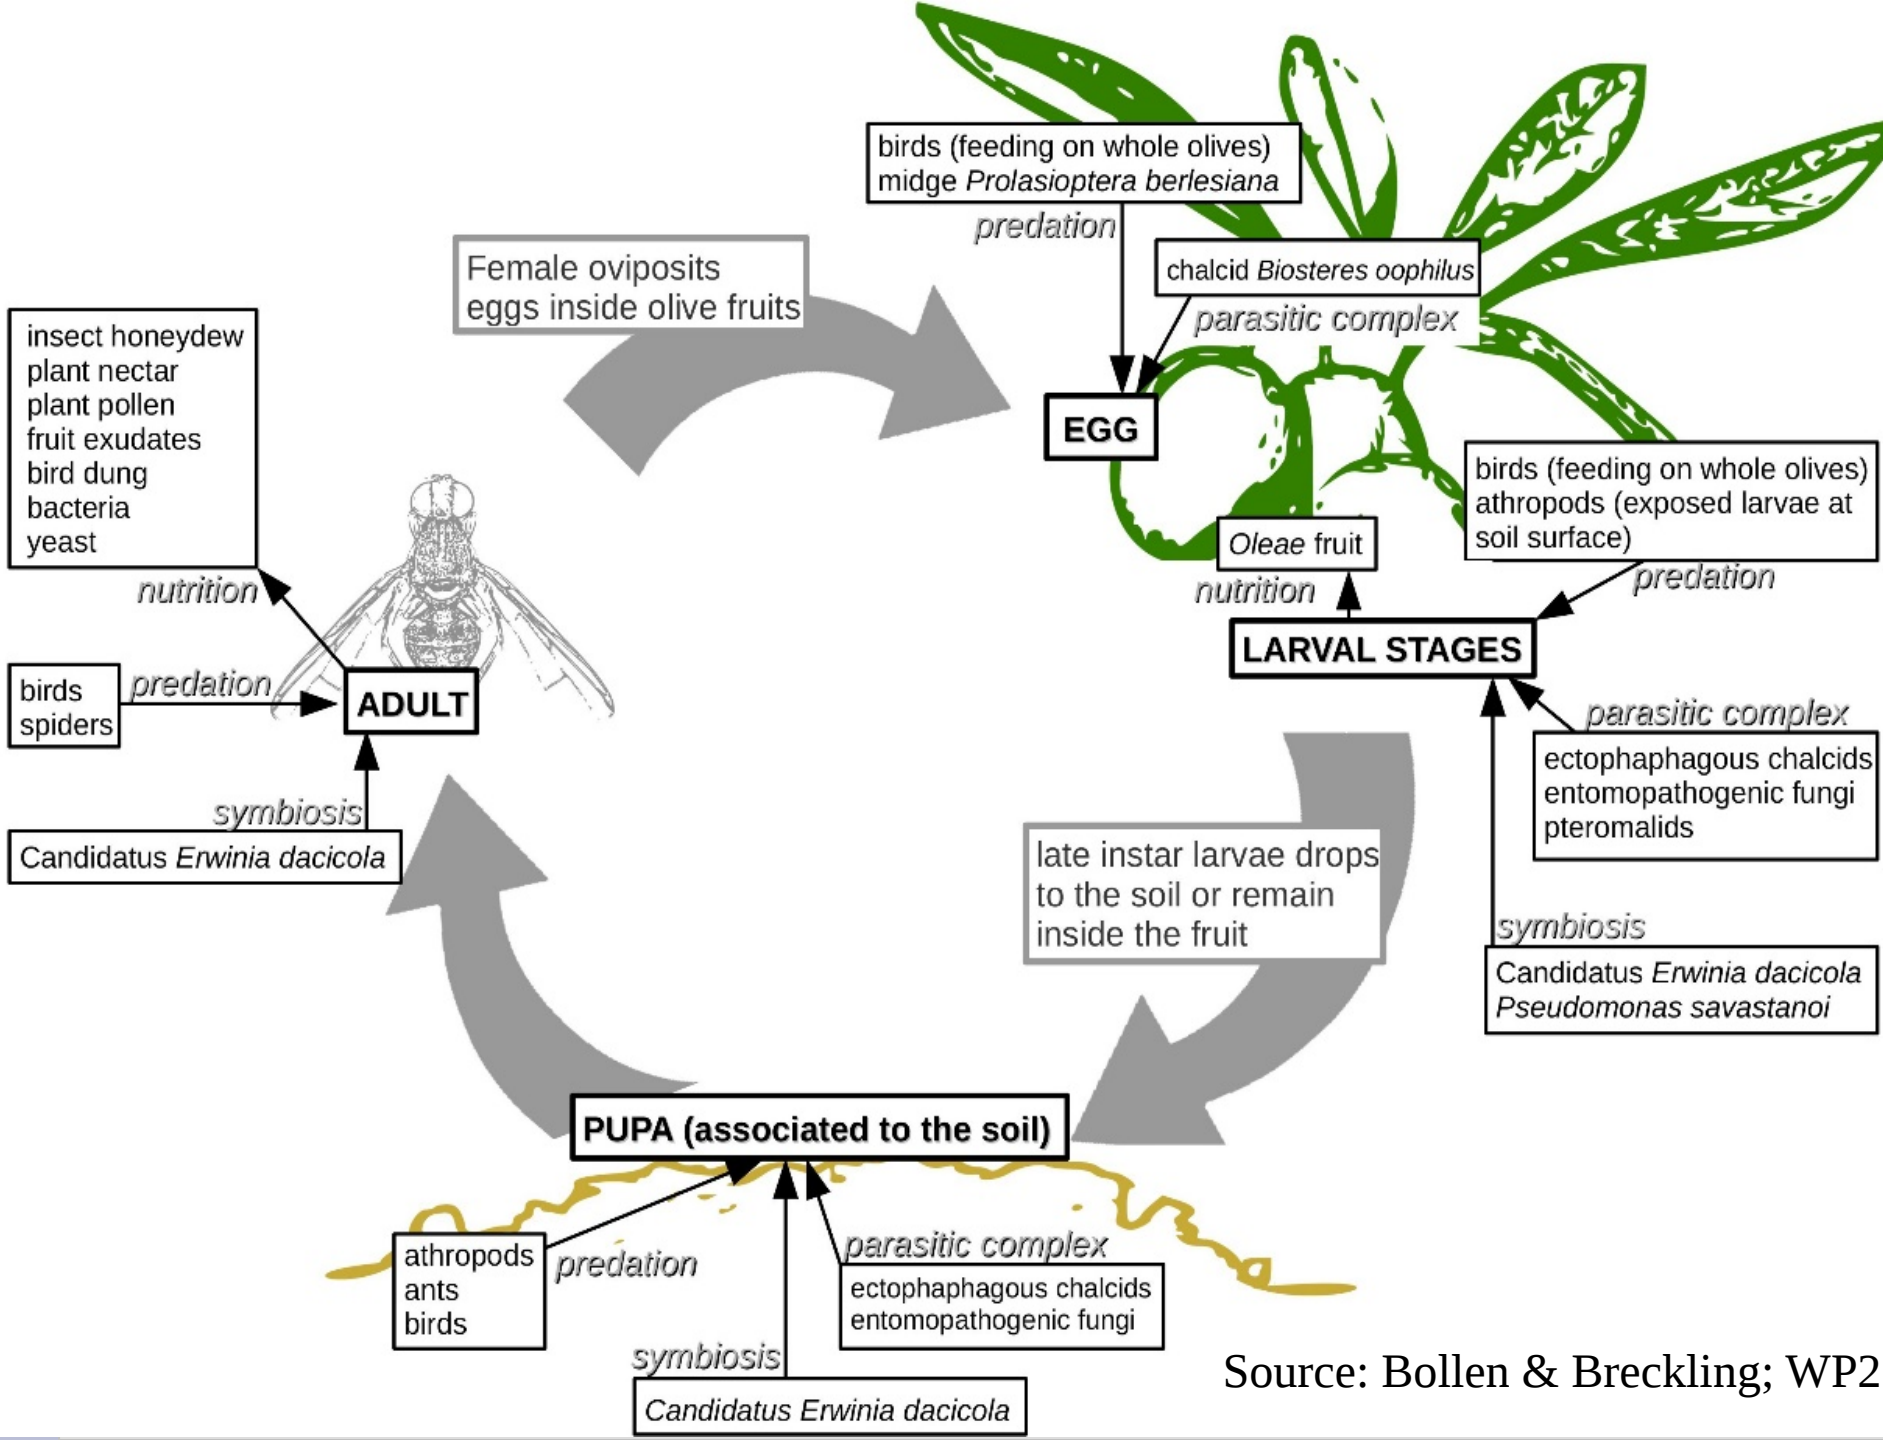 birds (feeding on whole olives)
midge Prolasioptera berlesiana
predation
Female oviposits
eggs inside olive fruits
chalcid Biosteres oophilus
parasitic complex
EGG
insect honeydew
plant nectar
plant pollen
fruit exudates
bird dung
bacteria
yeast
nutrition
birds
spiders
predation
ADULT
symbiosis
Candidatus Erwinia dacicola
birds (feeding on whole olives)
athropods (exposed larvae at
soil surface)
predation
Oleae fruit
nutrition
LARVAL STAGES
parasitic complex
ectophaphagous chalcids
entomopathogenic fungi
pteromalids
symbiosis
Candidatus Erwinia dacicola
Pseudomonas savastanoi
late instar larvae drops
to the soil or remain
inside the fruit
PUPA (associated to the soil)
athropods
ants
birds
predation
parasitic complex
ectophaphagous chalcids
entomopathogenic fungi
symbiosis
Candidatus Erwinia dacicola
Source: Bollen & Breckling; WP2